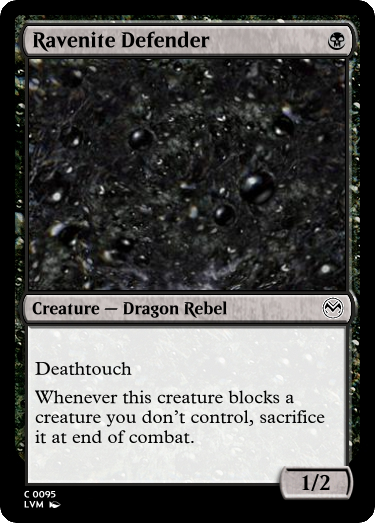 Ravenite Defender
Creature — Dragon Rebel
Deathtouch
Whenever this creature blocks a
creature you don't control, sacrifice
it at end of combat.
1/2
C 0095
LVM